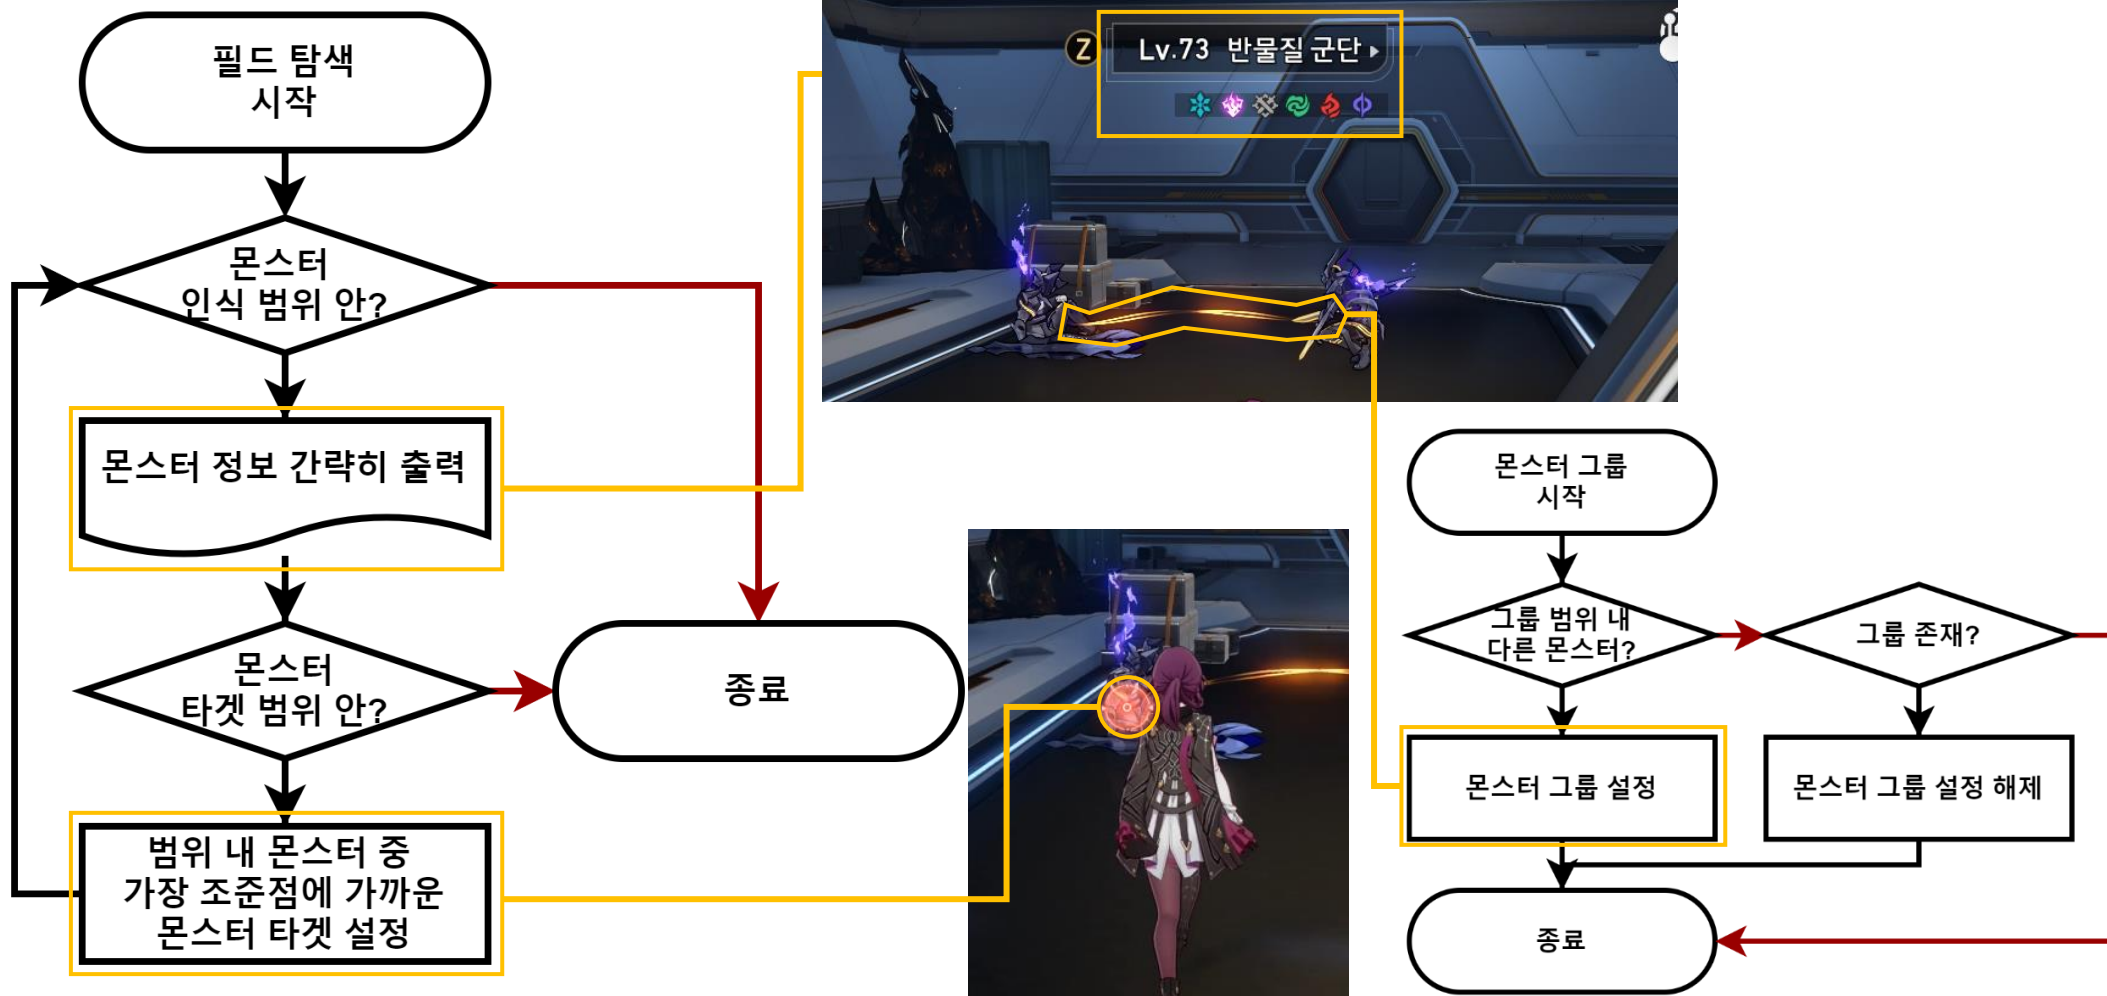 필드 탐색
시작
몬스터
인식 범위 안?
몬스터 정보 간략히 출력
몬스터
타겟 범위 안?
종료
범위 내 몬스터 중
가장 조준점에 가까운
몬스터 타겟 설정
Z
Lv.73 반물질 군단
몬스터 그룹
시작
그룹 범위 내
다른 몬스터?
그룹 존재?
몬스터 그룹 설정
몬스터 그룹 설정 해제
종료